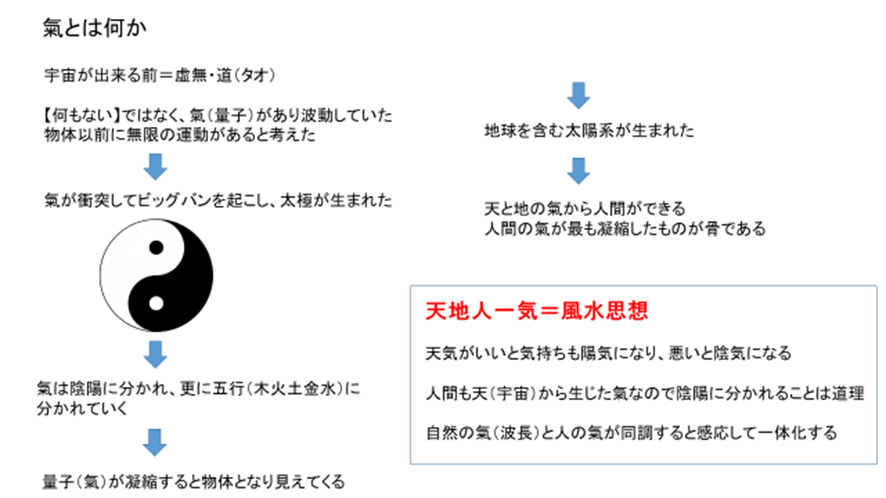 氣とは何か
宇宙が出来る前＝虚無・道（タオ）
【何もない】ではなく、氣（量子）があり波動していた
物体以前に無限の運動があると考えた
氣が衝突してビッグバンを起こし、太極が生まれた
氣は陰陽に分かれ、更に五行（木火土金水）に
分かれていく
量子（氣）が凝縮すると物体となり見えてくる
地球を含む太陽系が生まれた
天と地の氣から人間ができる
人間の氣が最も凝縮したものが骨である
天地人一気＝風水思想
天気がいいと気持ちも陽気になり、悪いと陰気になる
人間も天（宇宙）から生じた氣なので陰陽に分かれることは道理
自然の氣（波長）と人の氣が同調すると感応して一体化する